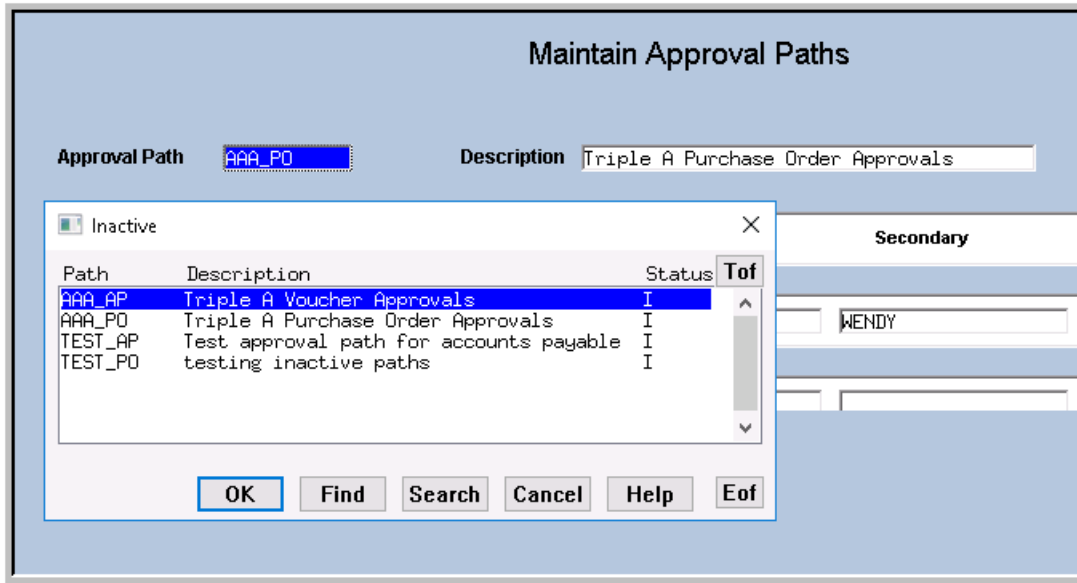 Maintain Approval Paths
Approval Path AAA_PO Description Triple A Purchase Order Approvals
Inactive
Secondary
Path Description Status Tof
AAA_AP Triple A Voucher Approvals I
AAA_PO Triple A Purchase Order Approvals I
WENDY
TEST_AP Test approval path for accounts payable I
TEST_PO testing inactive paths I
OK Find Search Cancel Help Eof